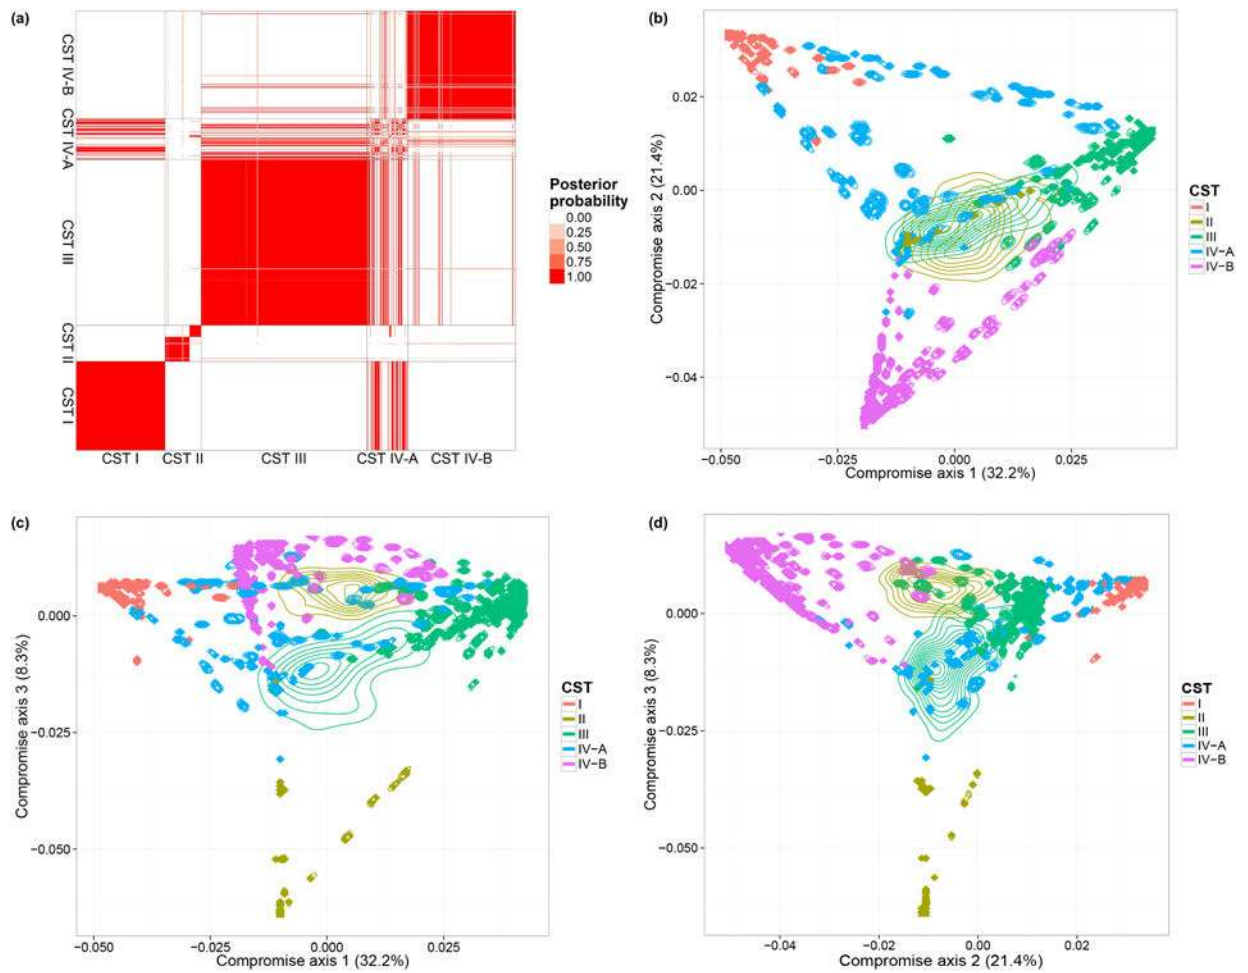 (a)
CST IV-B
CST IV-A
CST III
CST II
CST I
CST I CST II CST III CST IV-A CST IV-B
Posterior
probability
0.00
0.25
0.50
0.75
1.00
(b)
Compromise axis 2 (21.4%)
0.02
0.00
−0.02
−0.04
−0.050 −0.025 0.000 0.025
Compromise axis 1 (32.2%)
CST
I
II
III
IV−A
IV−B
(c)
Compromise axis 3 (8.3%)
0.000
−0.025
−0.050
−0.050 −0.025 0.000 0.025
Compromise axis 1 (32.2%)
CST
I
II
III
IV−A
IV−B
(d)
Compromise axis 3 (8.3%)
0.000
−0.025
−0.050
−0.04 −0.02 0.00 0.02
Compromise axis 2 (21.4%)
CST
I
II
III
IV−A
IV−B